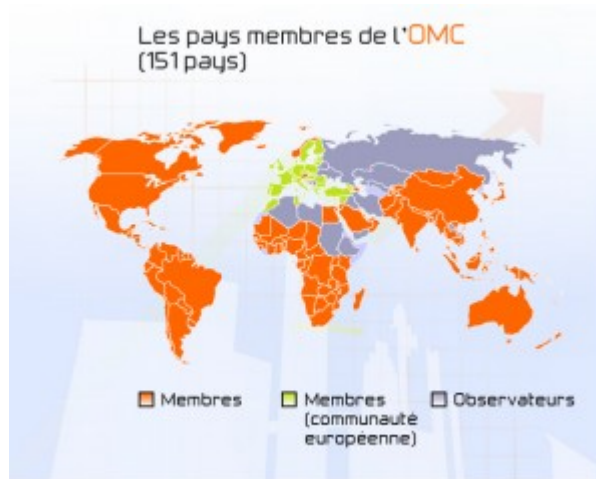 Les pays membres de l'OMC
(151 pays)
Membres
Membres
(communauté
européenne)
Observateurs